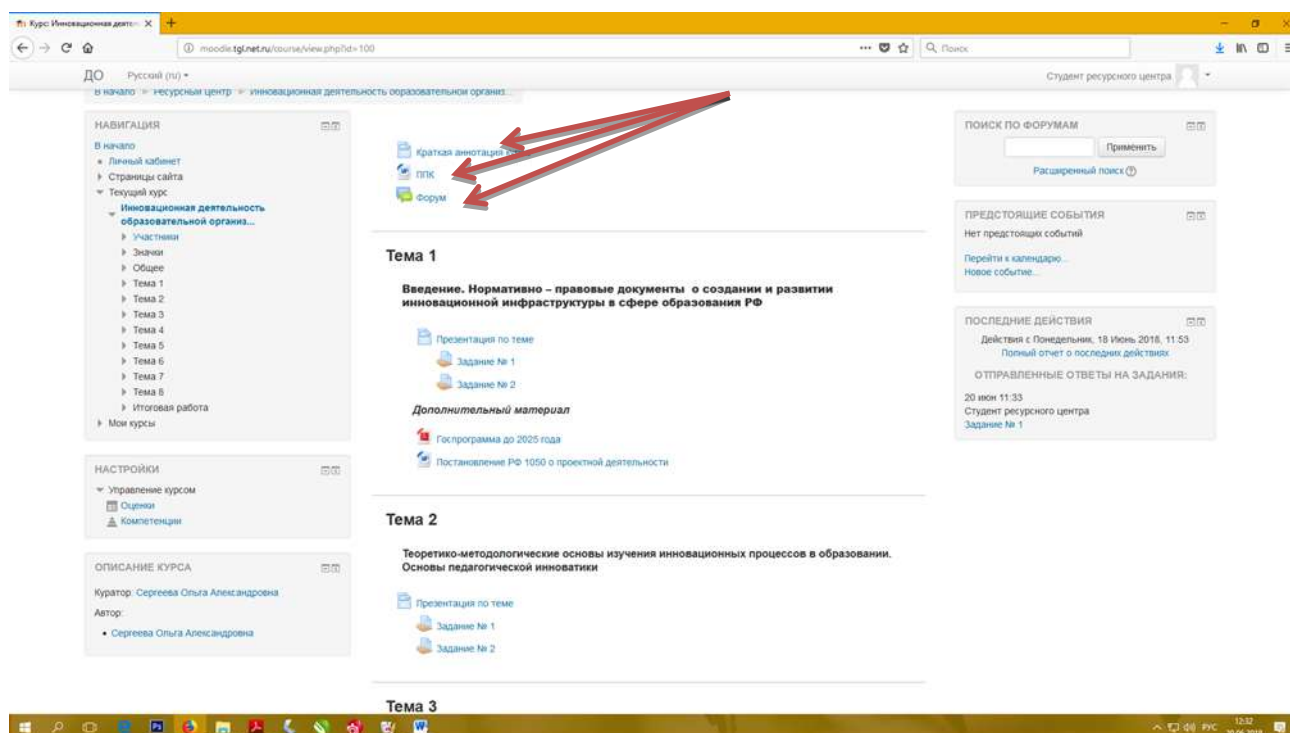 Курс: Инновационная деятел
moodle.tgl.net.ru/course/view.php?id=100
Поиск
ДО Русский (ru)
Студент ресурсного центра
В начало Ресурсный центр Инновационная деятельность образовательной организ...
НАВИГАЦИЯ
В начало
Личный кабинет
Страницы сайта
Текущий курс
Инновационная деятельность
образовательной организ...
Участники
Значки
Общее
Тема 1
Тема 2
Тема 3
Тема 4
Тема 5
Тема 6
Тема 7
Тема 8
Итоговая работа
Мои курсы
НАСТРОЙКИ
Управление курсом
Оценки
Компетенции
ОПИСАНИЕ КУРСА
Куратор: Сергеева Ольга Александровна
Автор:
Сергеева Ольга Александровна
Краткая аннотация
ППК
Форум
Тема 1
Введение. Нормативно – правовые документы о создании и развитии
инновационной инфраструктуры в сфере образования РФ
Презентация по теме
Задание № 1
Задание № 2
Дополнительный материал
Госпрограмма до 2025 года
Постановление РФ 1050 о проектной деятельности
Тема 2
Теоретико-методологические основы изучения инновационных процессов в образовании.
Основы педагогической инноватики
Презентация по теме
Задание № 1
Задание № 2
Тема 3
ПОИСК ПО ФОРУМАМ
Применить
Расширенный поиск
ПРЕДСТОЯЩИЕ СОБЫТИЯ
Нет предстоящих событий
Перейти к календарю...
Новое событие...
ПОСЛЕДНИЕ ДЕЙСТВИЯ
Действия с Понедельник, 18 Июнь 2018, 11:53
Полный отчет о последних действиях
ОТПРАВЛЕННЫЕ ОТВЕТЫ НА ЗАДАНИЯ:
20 июн 11:33
Студент ресурсного центра
Задание № 1
РУС
12:32
20.06.2018